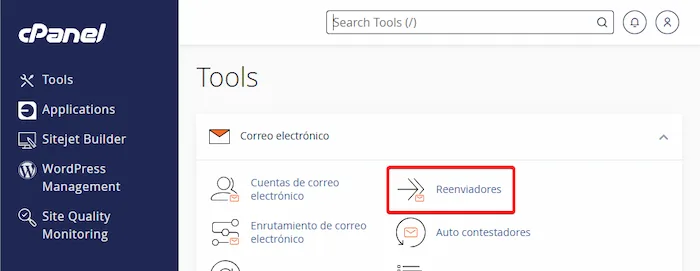 cPanel
Search Tools (/)
Tools
Tools
Applications
Sitejet Builder
WordPress
Management
Site Quality
Monitoring
Correo electrónico
Cuentas de correo
electrónico
Reenviadores
Enrutamiento de correo
electrónico
Auto contestadores